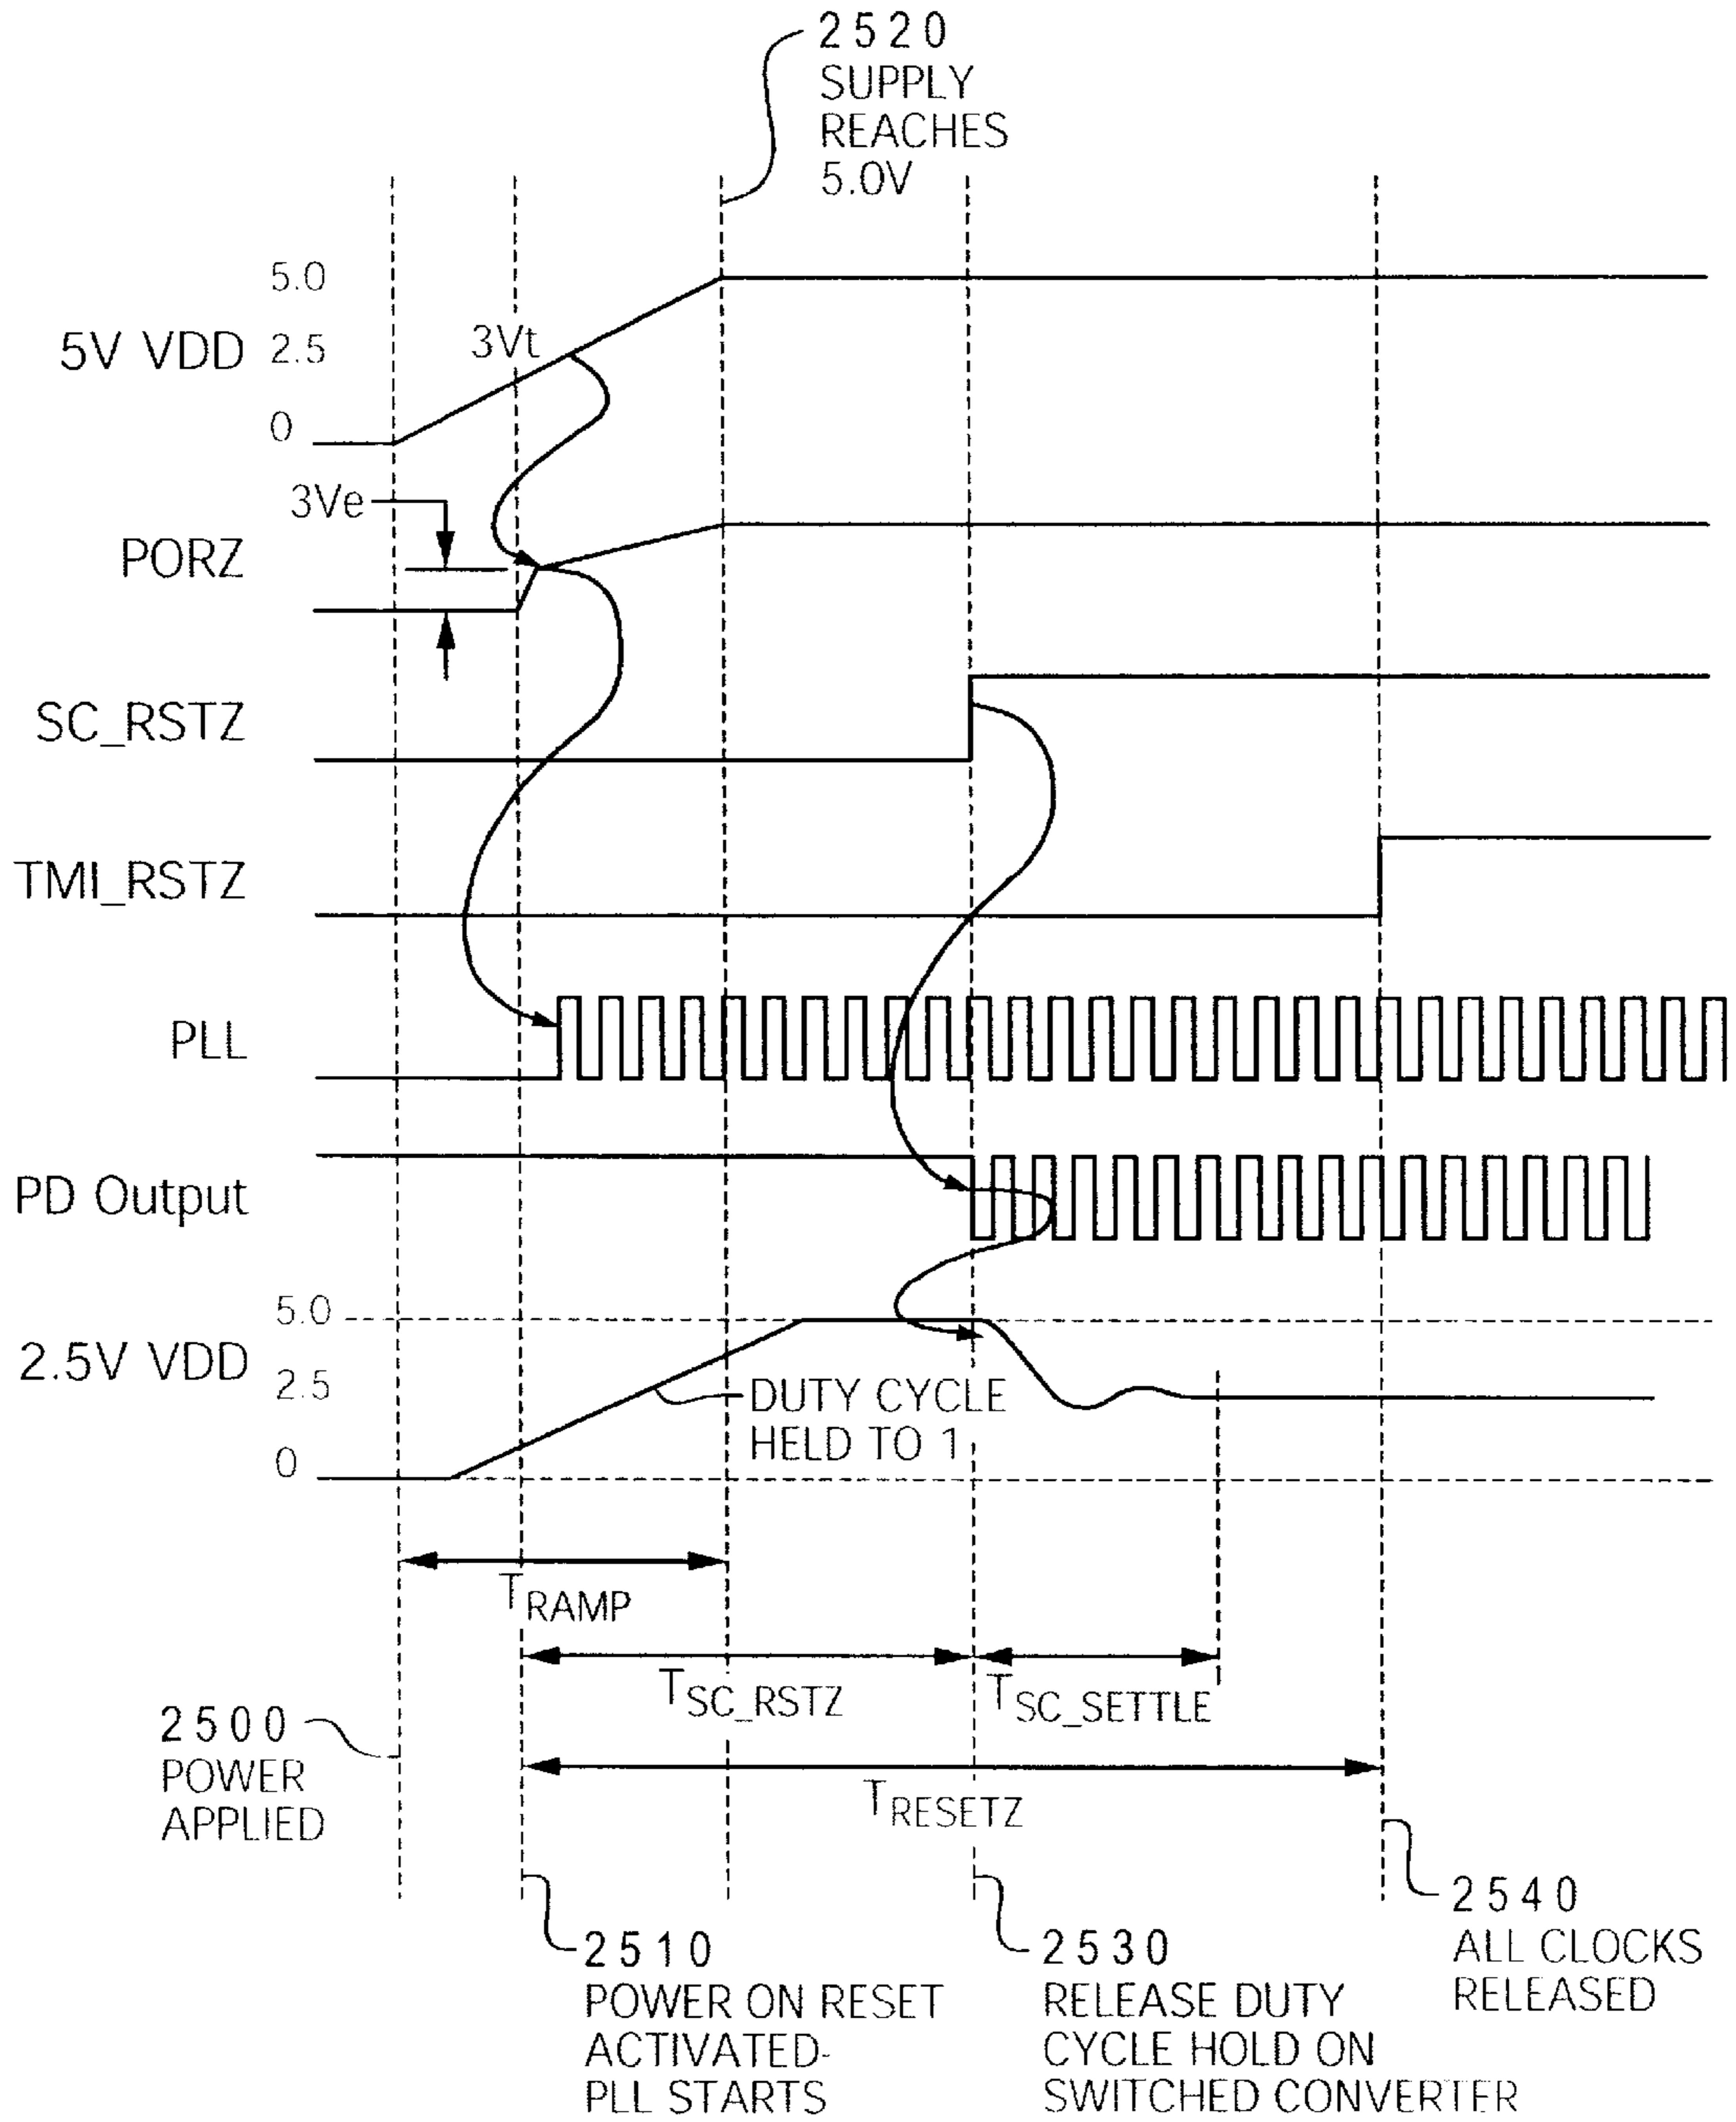 2520
SUPPLY
REACHES
5.0V
5.0
5V VDD
2.5
0
3Vt
3Ve
PORZ
SC_RSTZ
TMI_RSTZ
PLL
PD Output
5.0
2.5V VDD
2.5
0
DUTY CYCLE
HELD TO 1
TRAMP
TSC_RSTZ
TSC_SETTLE
TRESETZ
2500
POWER
APPLIED
2510
POWER ON RESET
ACTIVATED-
PLL STARTS
2530
RELEASE DUTY
CYCLE HOLD ON
SWITCHED CONVERTER
2540
ALL CLOCKS
RELEASED